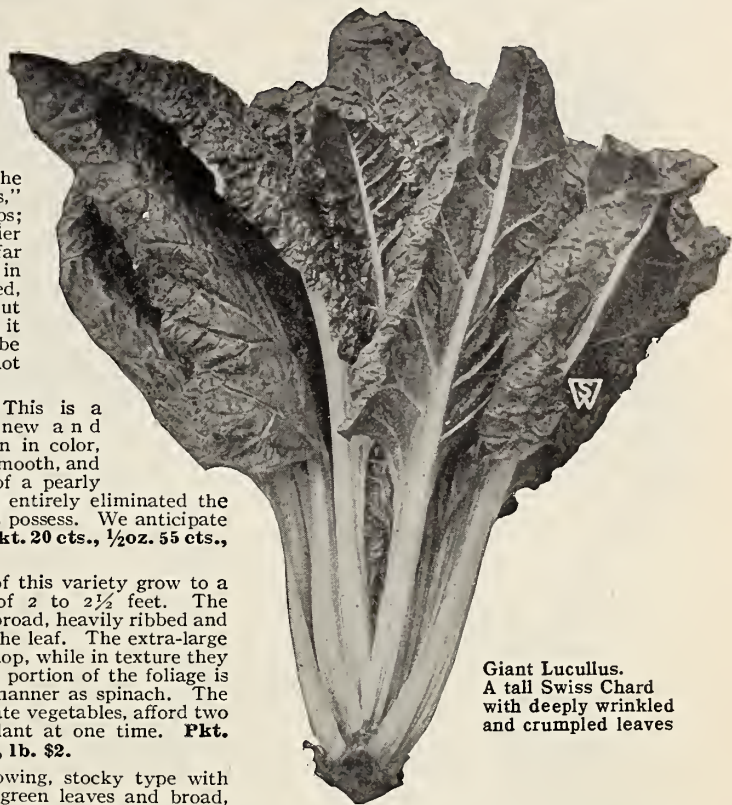 he
s,"
ps;
ier
far
in
ed,
ut
it
be
ot
This is a
new and
n in color,
mooth, and
of a pearly
entirely eliminated the
possess. We anticipate
kt. 20 cts., ½oz. 55 cts.,
of this variety grow to a
of 2 to 2½ feet. The
broad, heavily ribbed and
he leaf. The extra-large
op, while in texture they
portion of the foliage is
manner as spinach. The
ate vegetables, afford two
lant at one time. Pkt.
, lb. $2.
owing, stocky type with
green leaves and broad,
WS
Giant Lucullus.
A tall Swiss Chard
with deeply wrinkled
and crumpled leaves